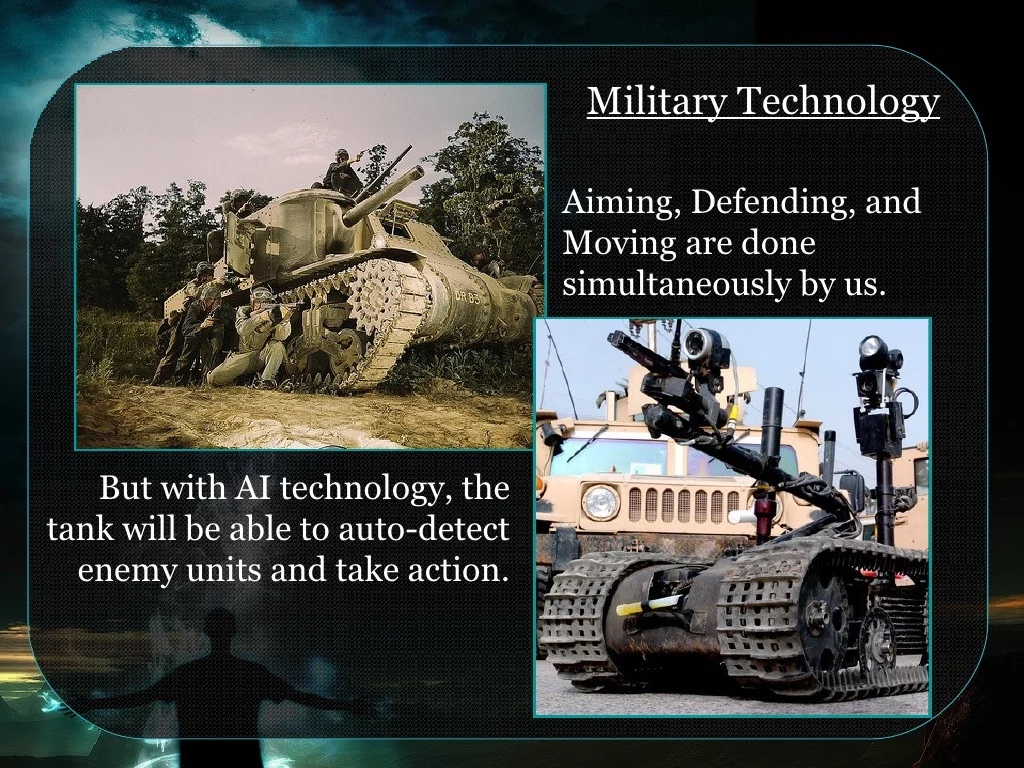 Military Technology
Aiming, Defending, and
Moving are done
simultaneously by us.
But with AI technology, the
tank will be able to auto-detect
enemy units and take action.